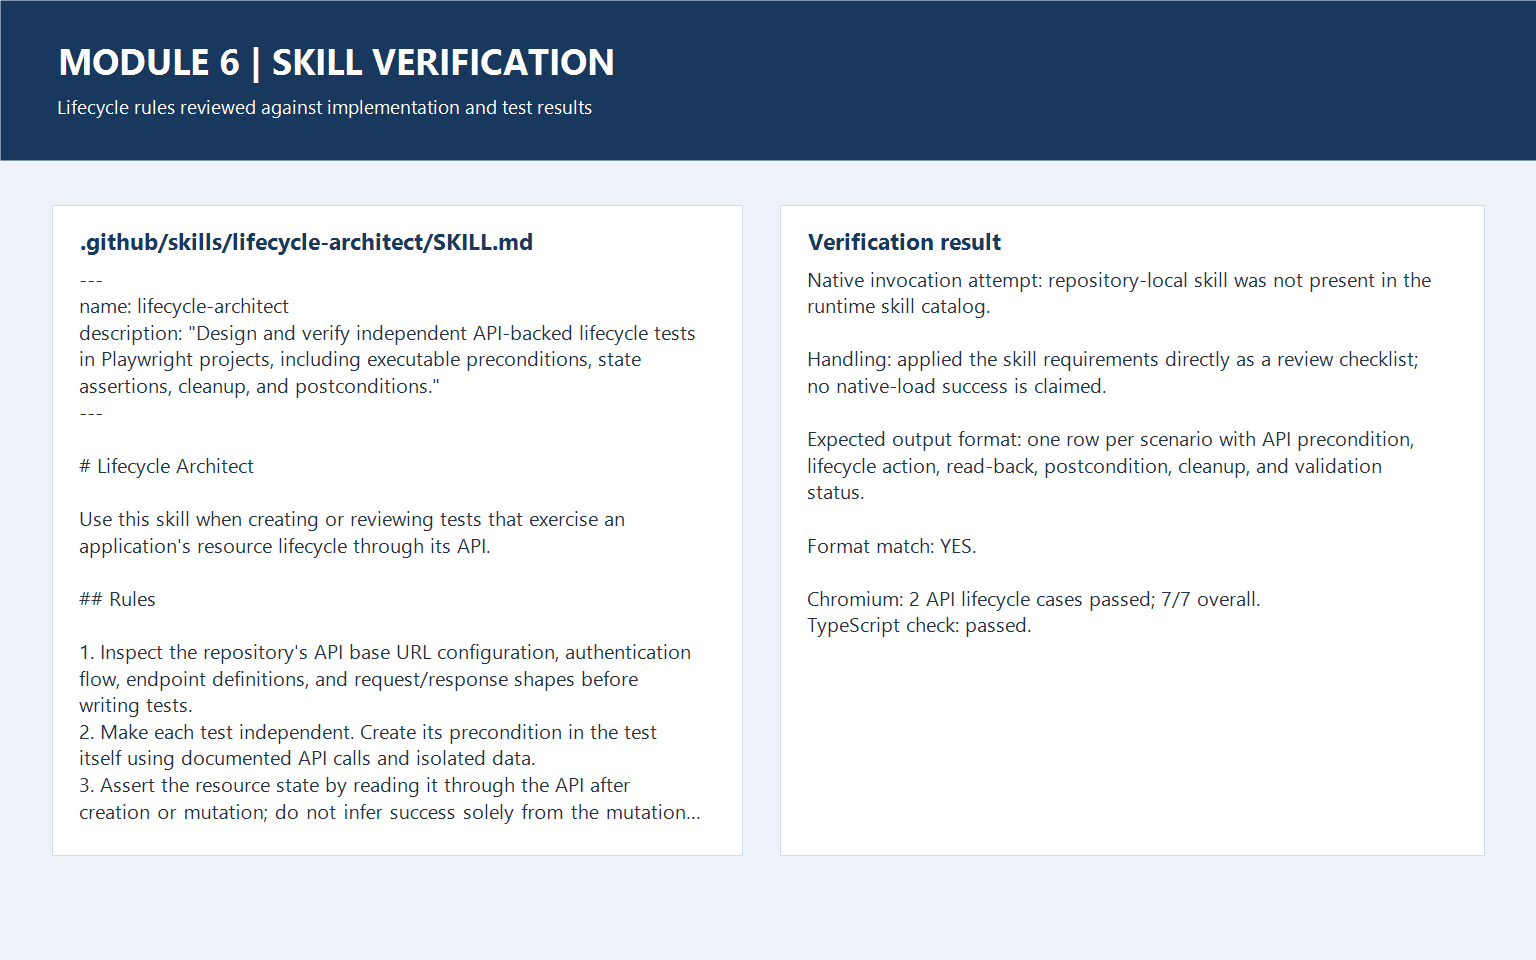 MODULE 6 | SKILL VERIFICATION
Lifecycle rules reviewed against implementation and test results
.github/skills/lifecycle-architect/SKILL.md
---
name: lifecycle-architect
description: "Design and verify independent API-backed lifecycle tests
in Playwright projects, including executable preconditions, state
assertions, cleanup, and postconditions."
---
# Lifecycle Architect
Use this skill when creating or reviewing tests that exercise an
application's resource lifecycle through its API.
## Rules
1. Inspect the repository's API base URL configuration, authentication
flow, endpoint definitions, and request/response shapes before
writing tests.
2. Make each test independent. Create its precondition in the test
itself using documented API calls and isolated data.
3. Assert the resource state by reading it through the API after
creation or mutation; do not infer success solely from the mutation...
Verification result
Native invocation attempt: repository-local skill was not present in the
runtime skill catalog.
Handling: applied the skill requirements directly as a review checklist;
no native-load success is claimed.
Expected output format: one row per scenario with API precondition,
lifecycle action, read-back, postcondition, cleanup, and validation
status.
Format match: YES.
Chromium: 2 API lifecycle cases passed; 7/7 overall.
TypeScript check: passed.